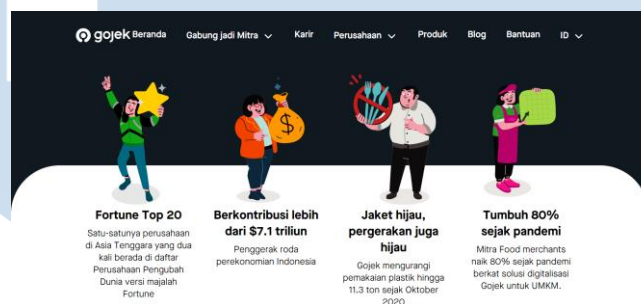 gojek Beranda Gabung jadi Mitra Karir Perusahaan Produk Blog Bantuan ID
$
Fortune Top 20
Satu-satunya perusahaan
di Asia Tenggara yang dua
kali berada di daftar
Perusahaan Pengubah
Dunia versi majalah
Fortune
Berkontribusi lebih
dari $7.1 triliun
Penggerak roda
perekonomian Indonesia
Jaket hijau,
pergerakan juga
hijau
Gojek mengurangi
pemakaian plastik hingga
11,3 ton sejak Oktober
2020
Tumbuh 80%
sejak pandemi
Mitra Food merchants
naik 80% sejak pandemi
berkat solusi digitalisasi
Gojek untuk UMKM.